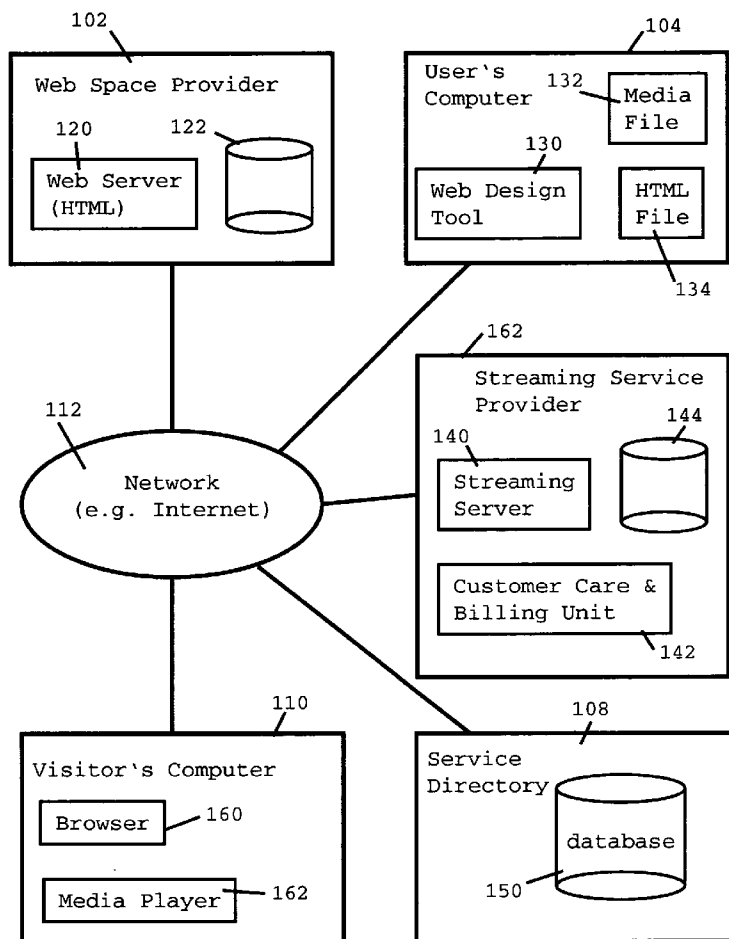 102
Web Space Provider
120
122
Web Server
(HTML)
104
User's
Computer
132
Media
File
130
Web Design
Tool
HTML
File
134
112
Network
(e.g. Internet)
162
Streaming Service
Provider
140
144
Streaming
Server
Customer Care &
Billing Unit
142
110
Visitor's Computer
Browser
160
Media Player
162
108
Service
Directory
database
150